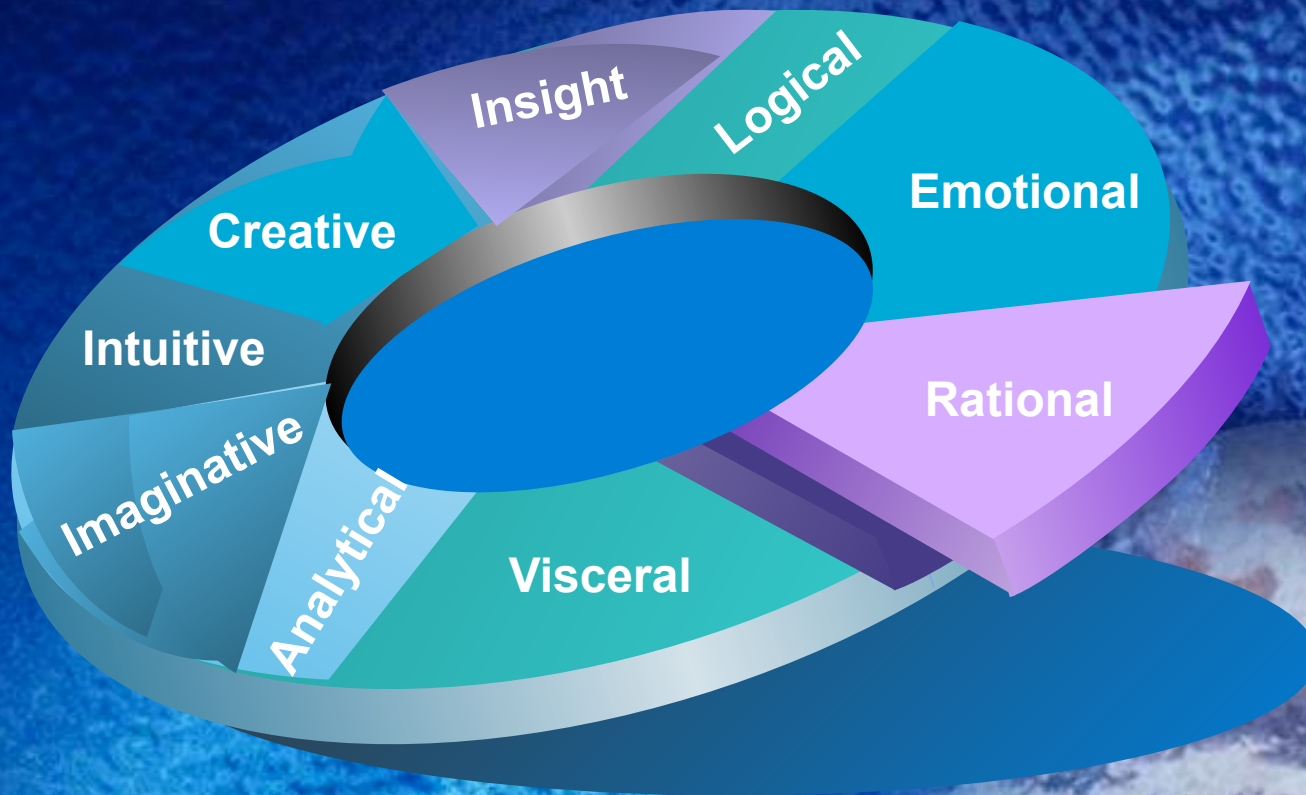 Insight
Logical
Emotional
Creative
Intuitive
Rational
Imaginative
Analytical
Visceral